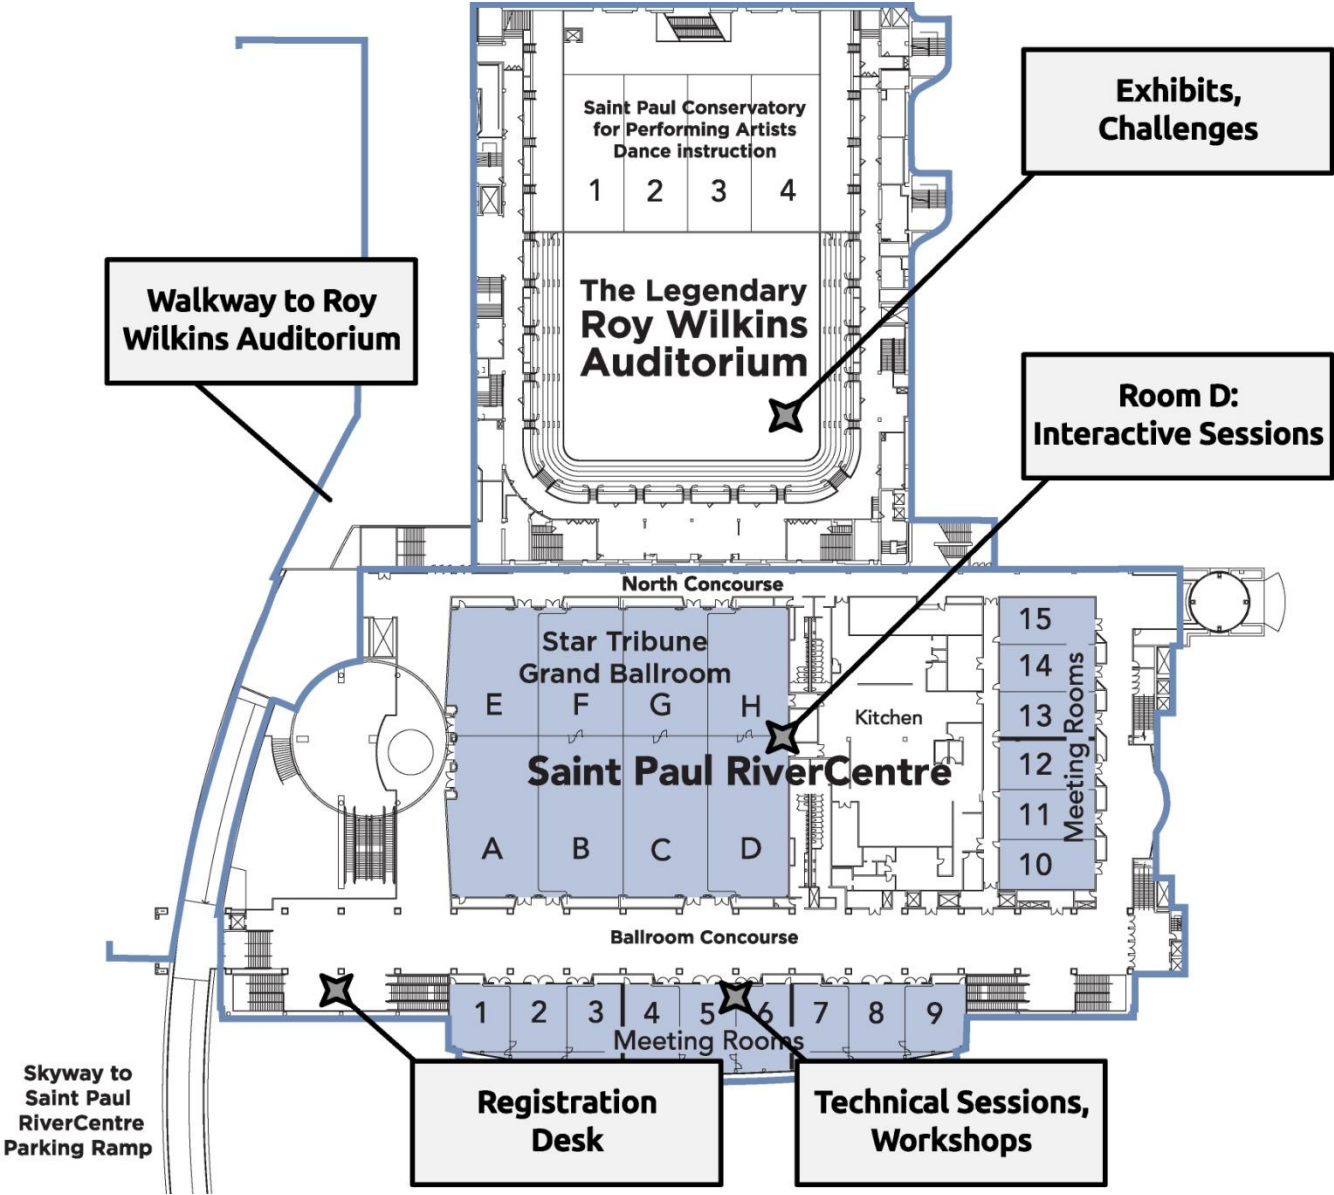 Saint Paul Conservatory
for Performing Artists
Dance instruction
1 2 3 4
Exhibits,
Challenges
Walkway to Roy
Wilkins Auditorium
The Legendary
Roy Wilkins
Auditorium
Room D:
Interactive Sessions
North Concourse
Star Tribune
Grand Ballroom
E F G H
Kitchen
15
14
13
12
11
10
Meeting Rooms
Saint Paul RiverCentre
A B C D
Ballroom Concourse
1 2 3 4 5 6 7 8 9
Meeting Rooms
Skyway to
Saint Paul
RiverCentre
Parking Ramp
Registration
Desk
Technical Sessions,
Workshops